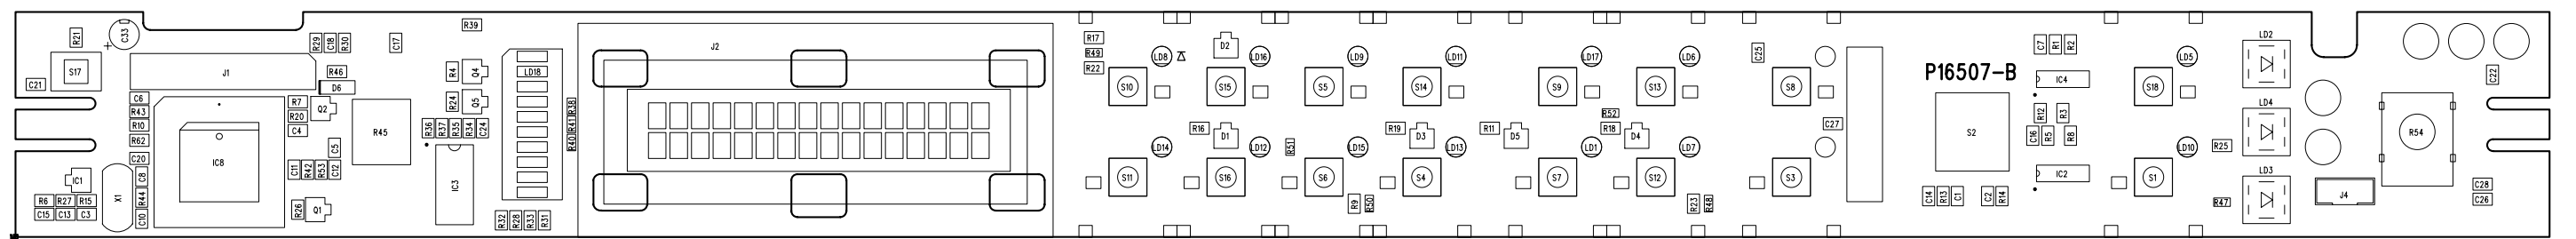 R21
C33
+
S17
C21
J1
R29
C18
R30
C17
R46
D6
C6
R43
R10
R62
C20
R7
R20
C4
Q2
C5
R45
IC8
C11
R42
R53
C12
IC1
R6
R27
R15
C15
C13
C3
X1
C8
R44
C10
R26
Q1
R39
R4
Q4
R24
Q5
R36
R37
R35
R34
C24
IC3
LD18
R38
R41
R40
R32
R28
R33
R31
J2
R17
R49
R22
LD8
D2
LD16
LD9
LD11
LD17
LD6
C25
S10
S15
S5
S14
S9
S13
S8
R16
D1
R51
R19
D3
R11
D5
R52
R18
D4
C27
LD14
LD12
LD15
LD13
LD1
LD7
S11
S16
S6
S4
S7
S12
S3
R9
R50
R23
R48
P16507-B
S2
C7
R1
R2
IC4
R12
R3
C16
R5
R8
IC2
C14
R13
C1
C2
R14
LD5
S18
LD10
S1
R25
R47
LD2
LD4
LD3
R54
J4
C22
C28
C26